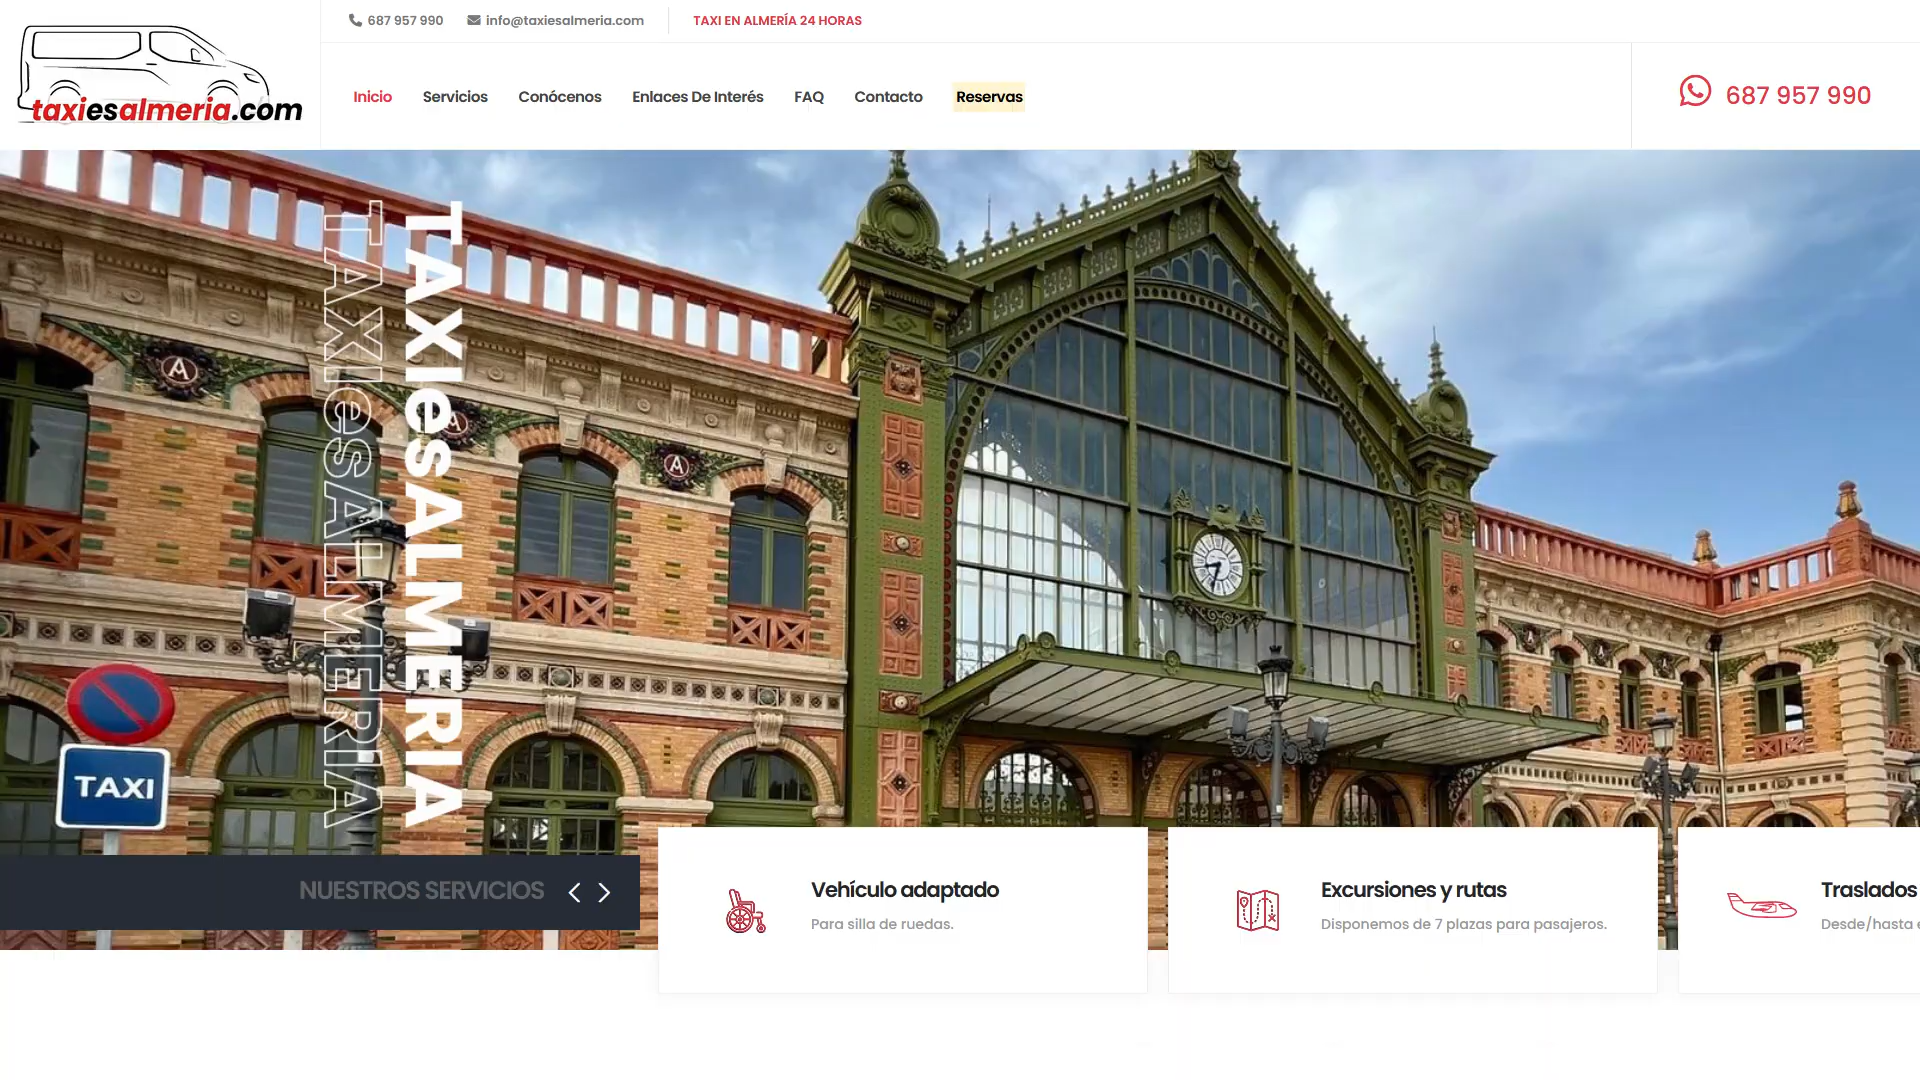 687 957 990
info@taxiesalmeria.com
TAXI EN ALMERÍA 24 HORAS
taxiesalmeria.com
Inicio
Servicios
Conócenos
Enlaces De Interés
FAQ
Contacto
Reservas
687 957 990
TAXIeSALMERIA
TAXIeSALMERIA
A
A
A
TAXI
NUESTROS SERVICIOS
Vehículo adaptado
Para silla de ruedas.
Excursiones y rutas
Disponemos de 7 plazas para pasajeros.
Traslados
Desde/hasta